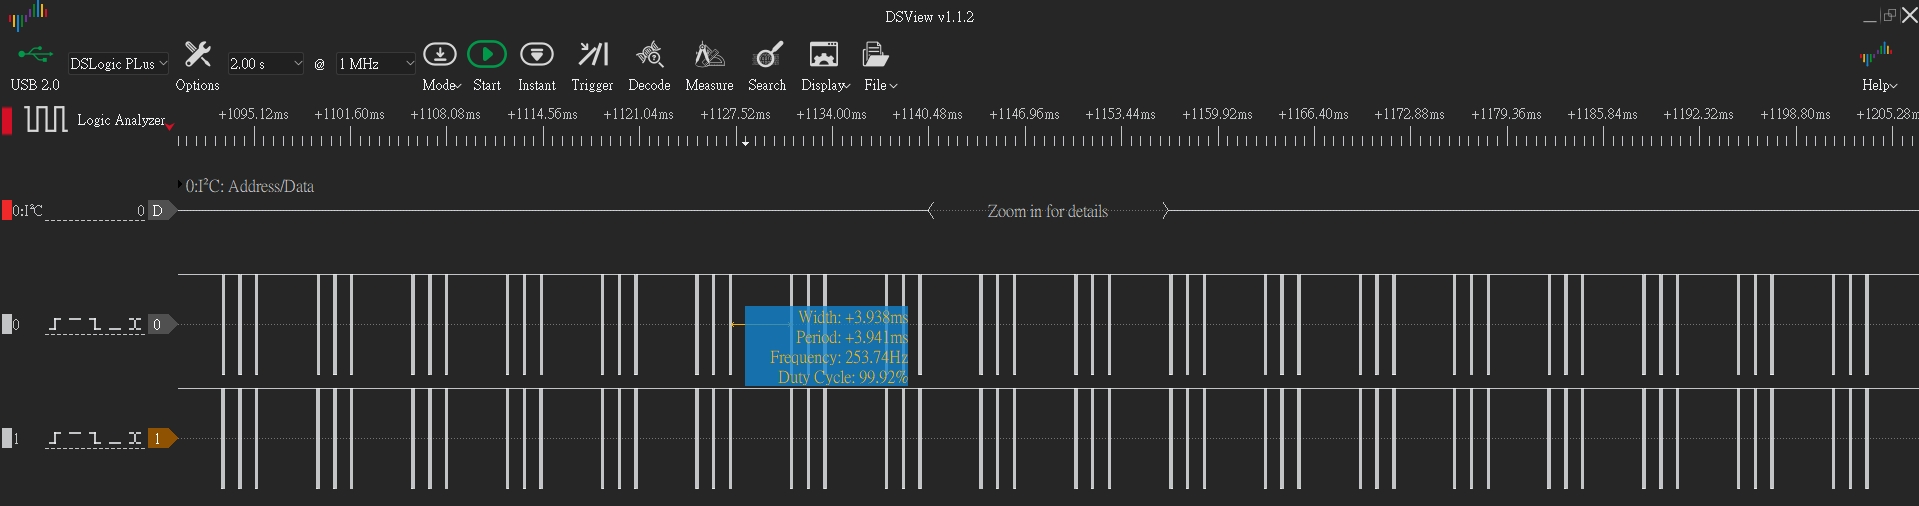 DSView v1.1.2
DSLogic PLus 2.00 s @ 1 MHz
USB 2.0 Options Mode Start Instant Trigger Decode Measure Search Display File Help
Logic Analyzer +1095.12ms +1101.60ms +1108.08ms +1114.56ms +1121.04ms +1127.52ms +1134.00ms +1140.48ms +1146.96ms +1153.44ms +1159.92ms +1166.40ms +1172.88ms +1179.36ms +1185.84ms +1192.32ms +1198.80ms +1205.28m
0:I²C: Address/Data
0:I²C 0 D Zoom in for details
Width: +3.938ms
0 0
Period: +3.941ms
Frequency: 253.74Hz
Duty Cycle: 99.92%
1 1